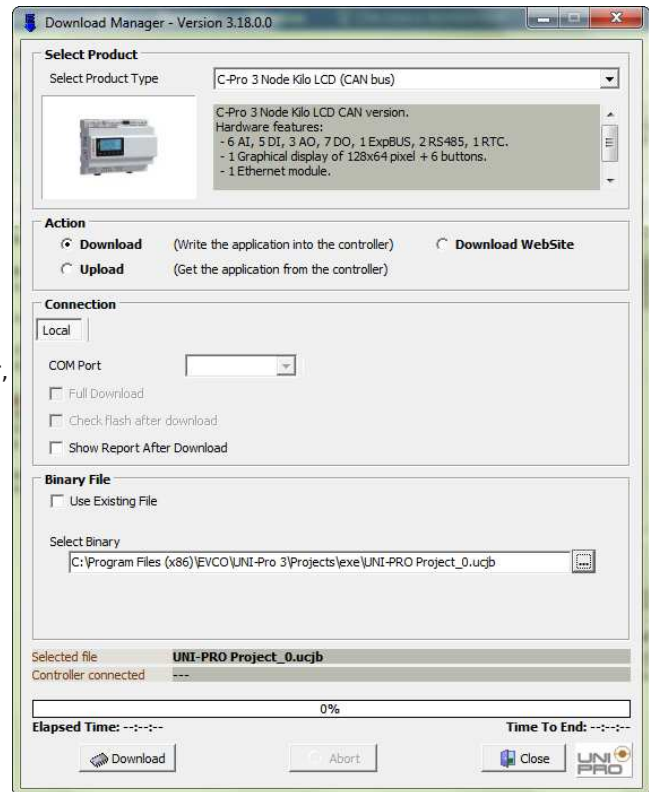 Download Manager - Version 3.18.0.0
Select Product
Select Product Type
C-Pro 3 Node Kilo LCD (CAN bus)
C-Pro 3 Node Kilo LCD CAN version.
Hardware features:
- 6 AI, 5 DI, 3 AO, 7 DO, 1 ExpBUS, 2 RS485, 1 RTC.
- 1 Graphical display of 128x64 pixel + 6 buttons.
- 1 Ethernet module.
Action
Download (Write the application into the controller) Download WebSite
Upload (Get the application from the controller)
Connection
Local
,
COM Port
Full Download
Check flash after download
Show Report After Download
Binary File
Use Existing File
Select Binary
C:\Program Files (x86)\EVCO\UNI-Pro 3\Projects\exe\UNI-PRO Project_0.ucjb
...
Selected file UNI-PRO Project_0.ucjb
Controller connected ---
0%
Elapsed Time: --:--:-- Time To End: --:--:--
Download Abort Close UNI PRO